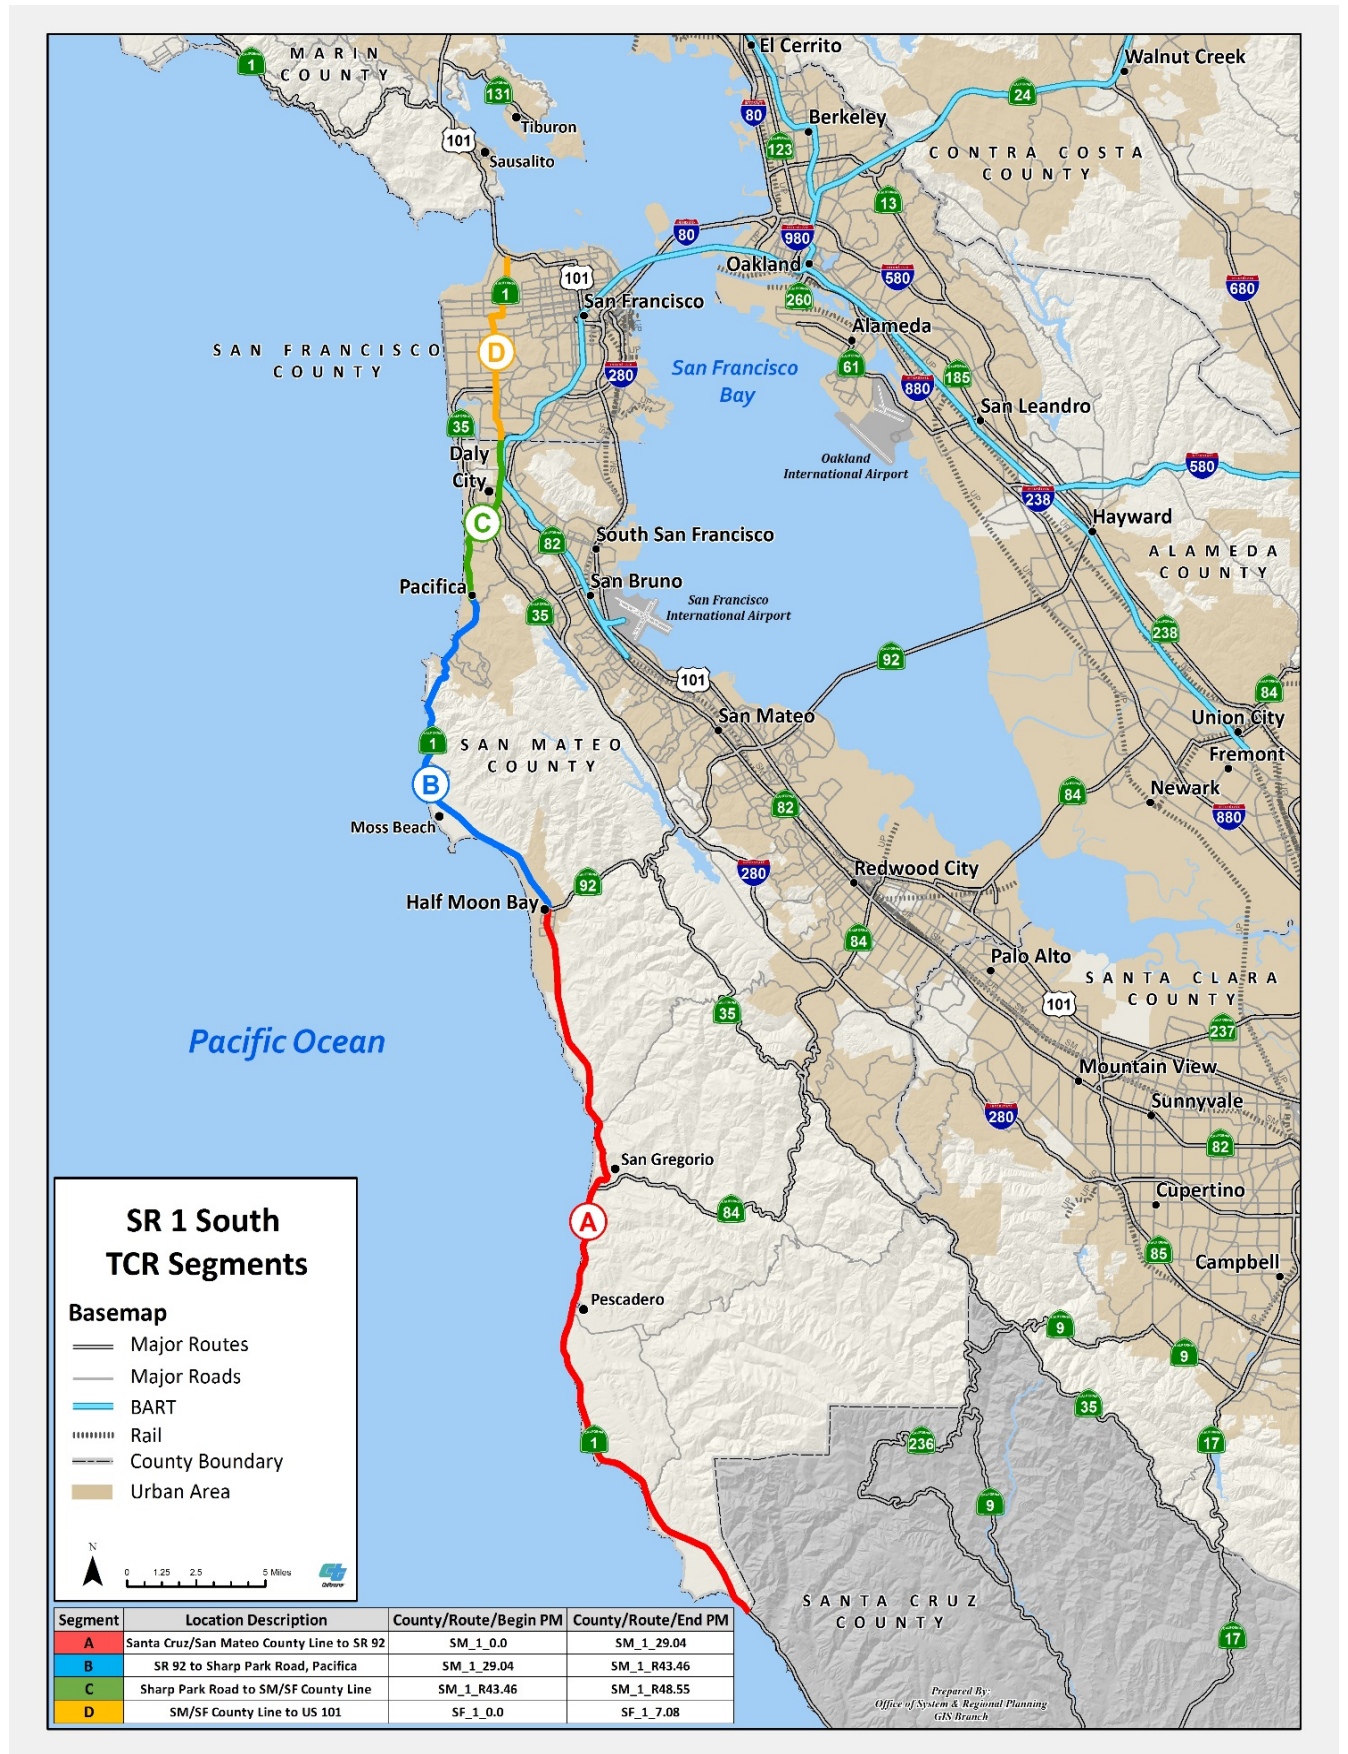 MARIN
COUNTY
1
131
Tiburon
101
Sausalito
El Cerrito
Walnut Creek
80
24
123
Berkeley
CONTRA COSTA
COUNTY
13
80
980
Oakland
580
680
260
101
1
San Francisco
Alameda
SAN FRANCISCO
COUNTY
D
280
San Francisco
Bay
61
880
185
San Leandro
35
Daly
City
Oakland
International Airport
580
238
C
82
South San Francisco
Hayward
ALAMEDA
COUNTY
Pacifica
San Bruno
San Francisco
International Airport
35
238
92
101
84
San Mateo
Union City
1
SAN MATEO
COUNTY
Fremont
B
Newark
84
82
880
Moss Beach
280
Redwood City
92
Half Moon Bay
84
Palo Alto
SANTA CLARA
COUNTY
101
35
237
Pacific Ocean
Mountain View
Sunnyvale
280
82
San Gregorio
Cupertino
84
A
85
Campbell
Pescadero
9
9
35
1
236
17
9
SANTA CRUZ
COUNTY
17
SR 1 South
TCR Segments
Basemap
Major Routes
Major Roads
BART
Rail
County Boundary
Urban Area
N
0 1.25 2.5 5 Miles
Caltrans
Segment Location Description County/Route/Begin PM County/Route/End PM
A Santa Cruz/San Mateo County Line to SR 92 SM_1_0.0 SM_1_29.04
B SR 92 to Sharp Park Road, Pacifica SM_1_29.04 SM_1_R43.46
C Sharp Park Road to SM/SF County Line SM_1_R43.46 SM_1_R48.55
D SM/SF County Line to US 101 SF_1_0.0 SF_1_7.08
Prepared By:
Office of System & Regional Planning
GIS Branch